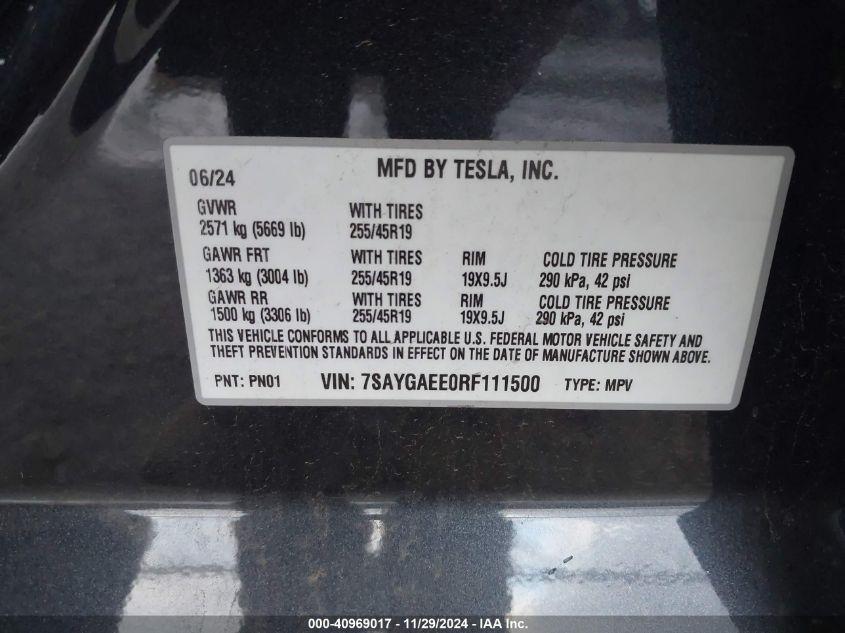 06/24 MFD BY TESLA, INC.
GVWR WITH TIRES
2571 kg (5669 lb) 255/45R19
GAWR FRT WITH TIRES RIM COLD TIRE PRESSURE
1363 kg (3004 lb) 255/45R19 19X9.5J 290 kPa, 42 psi
GAWR RR WITH TIRES RIM COLD TIRE PRESSURE
1500 kg (3306 lb) 255/45R19 19X9.5J 290 kPa, 42 psi
THIS VEHICLE CONFORMS TO ALL APPLICABLE U.S. FEDERAL MOTOR VEHICLE SAFETY AND
THEFT PREVENTION STANDARDS IN EFFECT ON THE DATE OF MANUFACTURE SHOWN ABOVE.
PNT: PN01 VIN: 7SAYGAEE0RF111500 TYPE: MPV
000-40969017 - 11/29/2024 - IAA Inc.